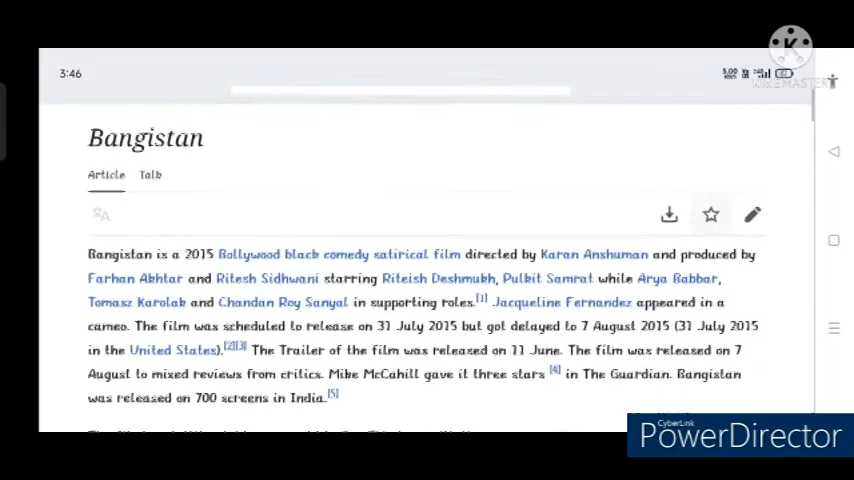 3:46
5.00
KINEMASTER
Bangistan
Article Talk
Bangistan is a 2015 Bollywood black comedy satirical film directed by Karan Anshuman and produced by
Farhan Akhtar and Ritesh Sidhwani starring Riteish Deshmukh, Pulkit Samrat while Arya Babbar,
Tomasz Karolak and Chandan Roy Sanyal in supporting roles.[1] Jacqueline Fernandez appeared in a
cameo. The film was scheduled to release on 31 July 2015 but got delayed to 7 August 2015 (31 July 2015
in the United States).[2][3] The Trailer of the film was released on 11 June. The film was released on 7
August to mixed reviews from critics. Mike McCahill gave it three stars [4] in The Guardian. Bangistan
was released on 700 screens in India.[5]
CyberLink
PowerDirector